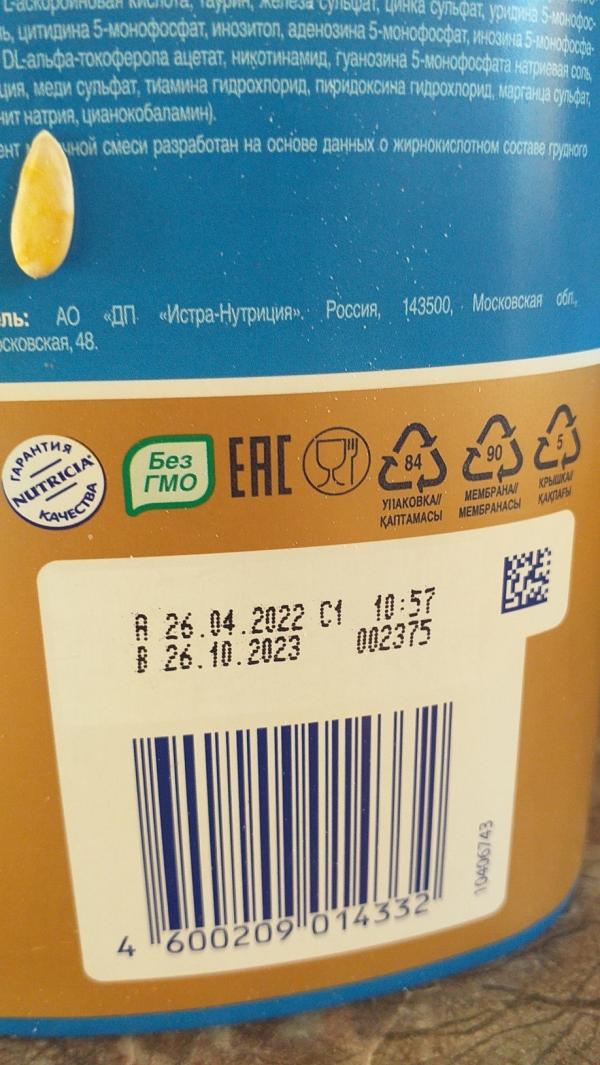 L-аскорбиновая кислота, таурин, железа сульфат, цинка сульфат, уридина 5-монофос-
цитидина 5-монофосфат, инозитол, аденозина 5-монофосфат, инозина 5-монофосфа-
DL-альфа-токоферола ацетат, никотинамид, гуанозина 5-монофосфата натриевая соль,
ция, меди сульфат, тиамина гидрохлорид, пиридоксина гидрохлорид, марганца сульфат,
нит натрия, цианокобаламин).
ент чной смеси разработан на основе данных о жирнокислотном составе грудного
ль: АО «ДП «Истра-Нутриция». Россия, 143500, Московская обл.,
осковская, 48.
ГАРАНТИЯ
NUTRICIA
КАЧЕСТВА
Без
ГМО
EAC
84
УПАКОВКА//
ҚАПТАМАСЫ
90
МЕМБРАНА//
МЕМБРАНАСЫ
5
КРЫШКА//
ҚАҚПАҒЫ
A 26.04.2022 C1 10:57
B 26.10.2023 002375
10406743
4 600209 014332